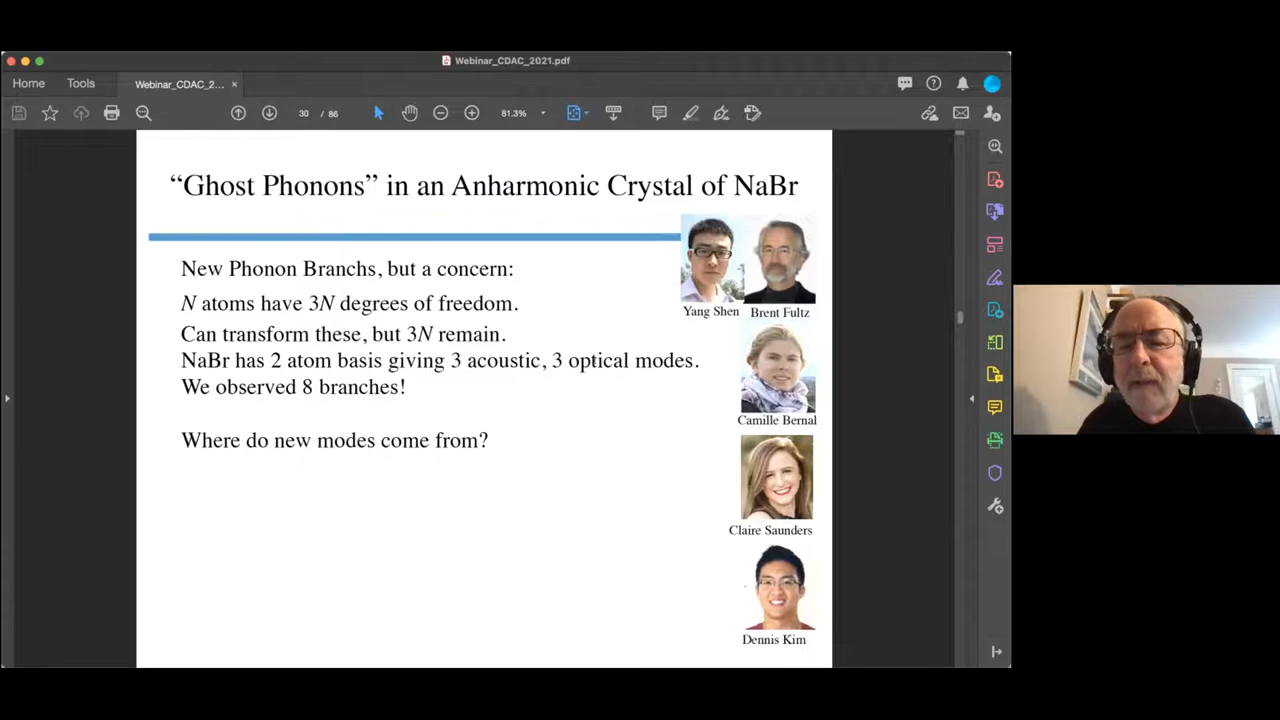 Webinar_CDAC_2021.pdf
Home
Tools
Webinar_CDAC_2...
×
30 / 86
81.3%
“Ghost Phonons” in an Anharmonic Crystal of NaBr
New Phonon Branchs, but a concern:
N atoms have 3N degrees of freedom.
Can transform these, but 3N remain.
NaBr has 2 atom basis giving 3 acoustic, 3 optical modes.
We observed 8 branches!
Where do new modes come from?
Yang Shen
Brent Fultz
Camille Bernal
Claire Saunders
Dennis Kim